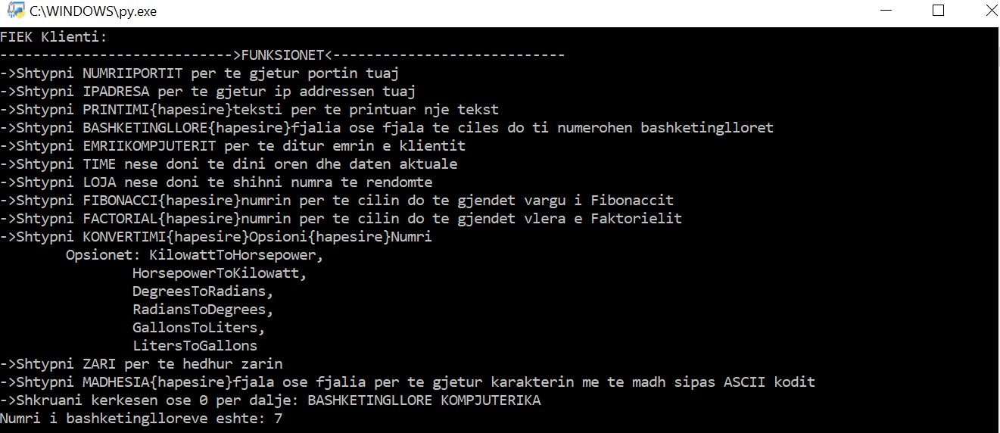 C:\WINDOWS\py.exe
FIEK Klienti:
---------------------------->FUNKSIONET<----------------------------
->Shtypni NUMRIIPORTIT per te gjetur portin tuaj
->Shtypni IPADRESA per te gjetur ip addressen tuaj
->Shtypni PRINTIMI{hapesire}teksti per te printuar nje tekst
->Shtypni BASHKETINGLLORE{hapesire}fjalia ose fjala te ciles do ti numerohen bashketinglloret
->Shtypni EMRIIKOMPJUTERIT per te ditur emrin e klientit
->Shtypni TIME nese doni te dini oren dhe daten aktuale
->Shtypni LOJA nese doni te shihni numra te rendomte
->Shtypni FIBONACCI{hapesire}numrin per te cilin do te gjendet vargu i Fibonaccit
->Shtypni FACTORIAL{hapesire}numrin per te cilin do te gjendet vlera e Faktorielit
->Shtypni KONVERTIMI{hapesire}Opsioni{hapesire}Numri
Opsionet: KilowattToHorsepower,
HorsepowerToKilowatt,
DegreesToRadians,
RadiansToDegrees,
GallonsToLiters,
LitersToGallons
->Shtypni ZARI per te hedhur zarin
->Shtypni MADHESIA{hapesire}fjala ose fjalia per te gjetur karakterin me te madh sipas ASCII kodit
->Shkruani kerkesen ose 0 per dalje: BASHKETINGLLORE KOMPJUTERIKA
Numri i bashketinglloreve eshte: 7